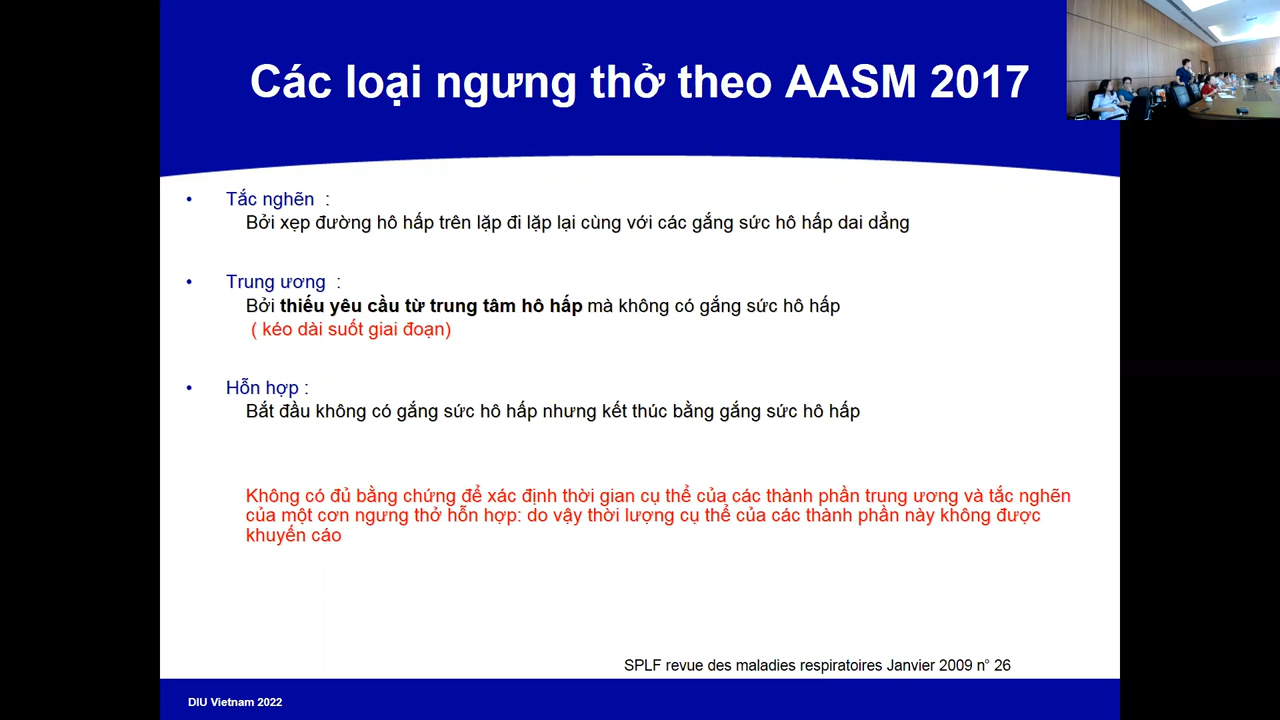 Các loại ngưng thở theo AASM 2017
• Tắc nghẽn :
Bởi xẹp đường hô hấp trên lặp đi lặp lại cùng với các gắng sức hô hấp dai dẳng
• Trung ương :
Bởi thiếu yêu cầu từ trung tâm hô hấp mà không có gắng sức hô hấp
( kéo dài suốt giai đoạn)
• Hỗn hợp :
Bắt đầu không có gắng sức hô hấp nhưng kết thúc bằng gắng sức hô hấp
Không có đủ bằng chứng để xác định thời gian cụ thể của các thành phần trung ương và tắc nghẽn
của một cơn ngưng thở hỗn hợp: do vậy thời lượng cụ thể của các thành phần này không được
khuyến cáo
SPLF revue des maladies respiratoires Janvier 2009 n° 26
DIU Vietnam 2022